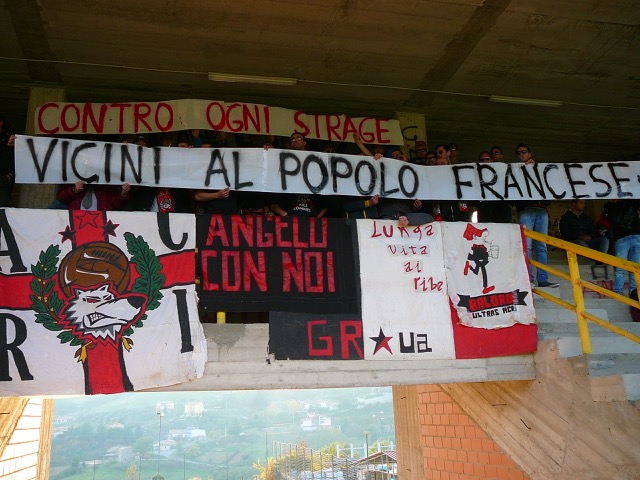 CONTRO OGNI STRAGE
VICINI AL POPOLO FRANCESE
A C
R I
ANGELO
CON NOI
LUNGA
vita
ai
ribe
GR UA
ULTRAS